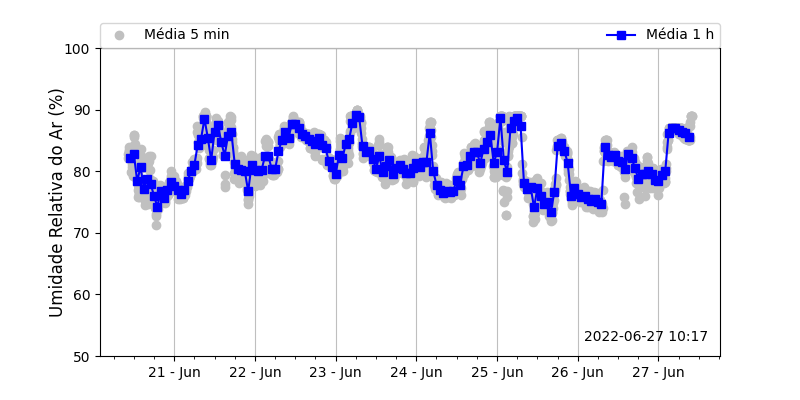 Média 5 min
Média 1 h
Umidade Relativa do Ar (%)
100
90
80
70
60
50
2022-06-27 10:17
21 - Jun
22 - Jun
23 - Jun
24 - Jun
25 - Jun
26 - Jun
27 - Jun